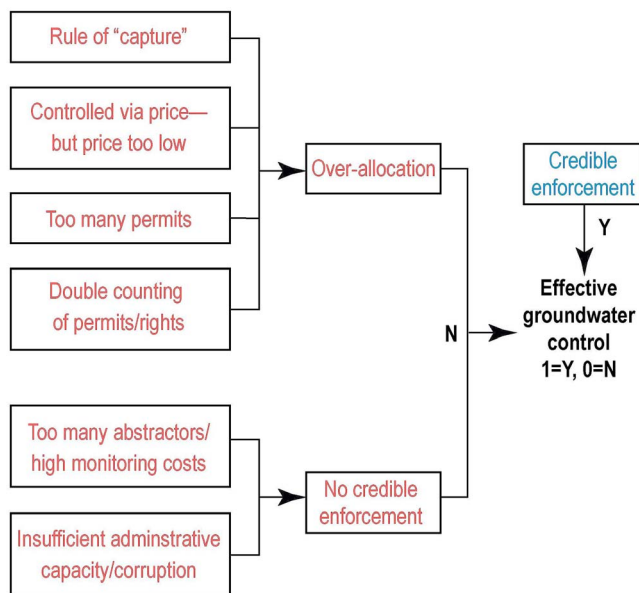 Rule of “capture”
Controlled via price—
but price too low
Too many permits
Double counting
of permits/rights
Over-allocation
Too many abstractors/
high monitoring costs
Insufficient adminstrative
capacity/corruption
No credible
enforcement
N
Credible
enforcement
Y
Effective
groundwater
control
1=Y, 0=N